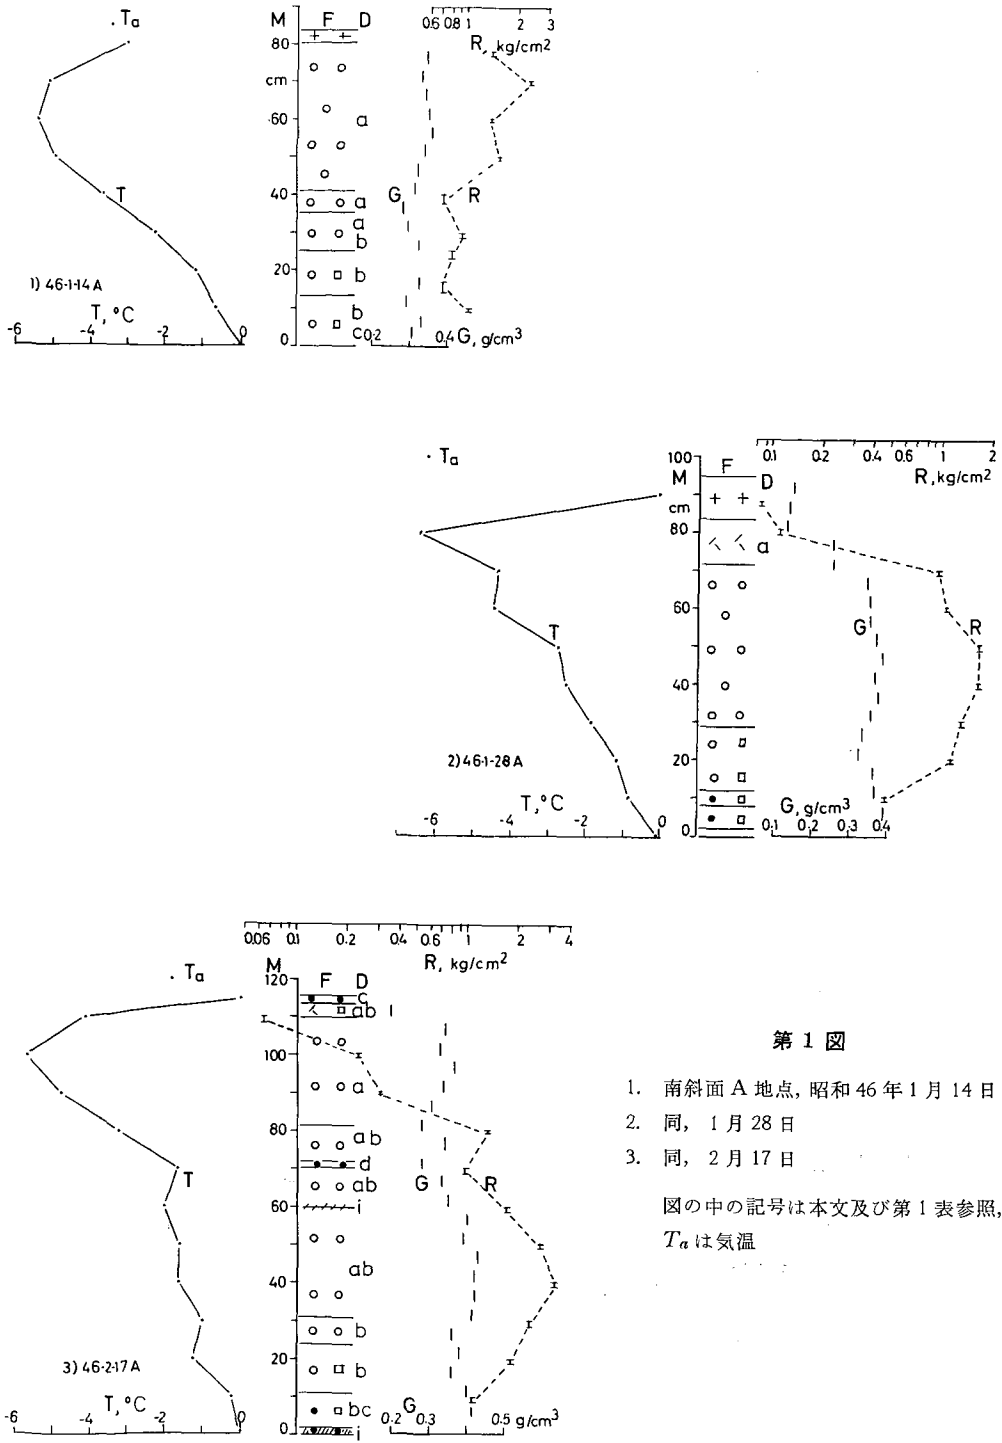 Ta
M F D
0.6 0.8 1 2 3
R, kg/cm2
80
cm
60
a
40
T
G
R
a
a
b
20
b
b
c
0
1) 46-1-14A
T, °C
-6 -4 -2 0
0.2 0.4 G, g/cm3
Ta
100
M F D
cm
0.1 0.2 0.4 0.6 1 2
R, kg/cm2
80
a
60
T
G
R
40
20
0
2) 46-1-28A
T, °C
-6 -4 -2 0
G, g/cm3
0.1 0.2 0.3 0.4
0.06 0.1 0.2 0.4 0.6 1 2 4
R, kg/cm2
Ta
M F D
120
c
ab
100
a
80
ab
d
T
G
R
ab
60
i
ab
40
b
20
b
bc
0
i
3) 46-2-17A
T, °C
-6 -4 -2 0
G
0.2 0.3 0.5 g/cm3
第 1 図
1. 南斜面 A 地点, 昭和 46 年 1 月 14 日
2. 同, 1 月 28 日
3. 同, 2 月 17 日
図の中の記号は本文及び第 1 表参照,
Ta は気温